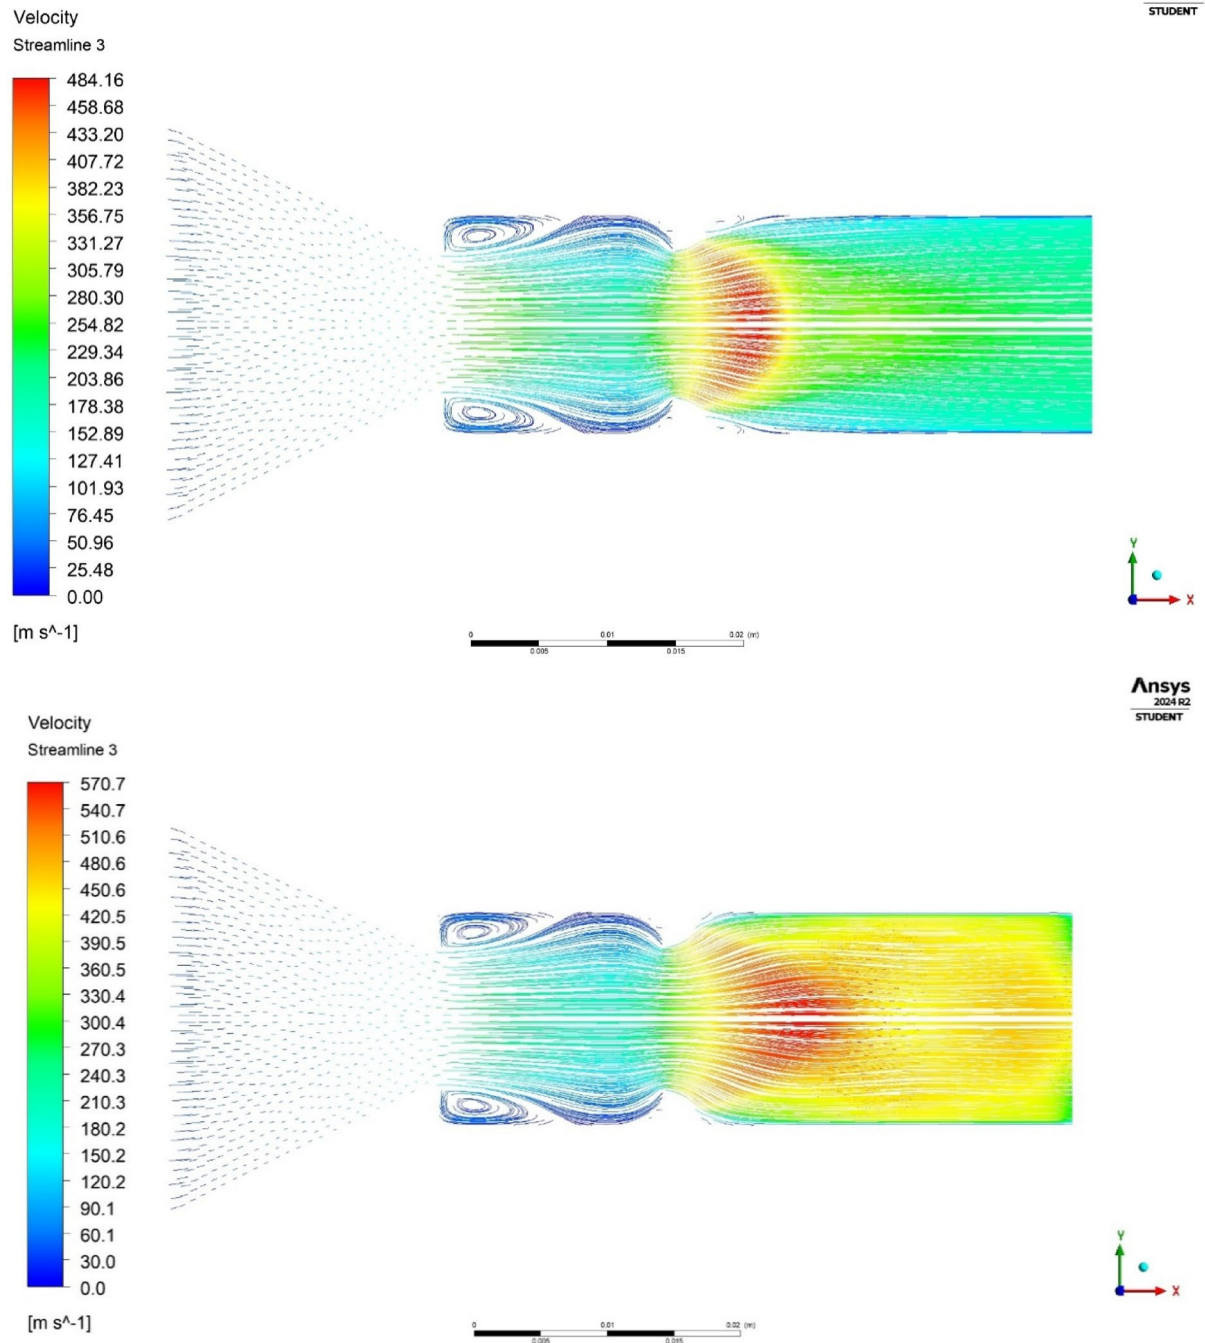 STUDENT
Velocity
Streamline 3
484.16
458.68
433.20
407.72
382.23
356.75
331.27
305.79
280.30
254.82
229.34
203.86
178.38
152.89
127.41
101.93
76.45
50.96
25.48
0.00
[m s^-1]
Y
X
0 0.01 0.02 (m)
0.005 0.015
Ansys
2024 R2
STUDENT
Velocity
Streamline 3
570.7
540.7
510.6
480.6
450.6
420.5
390.5
360.5
330.4
300.4
270.3
240.3
210.3
180.2
150.2
120.2
90.1
60.1
30.0
0.0
[m s^-1]
Y
X
0 0.01 0.02 (m)
0.005 0.015